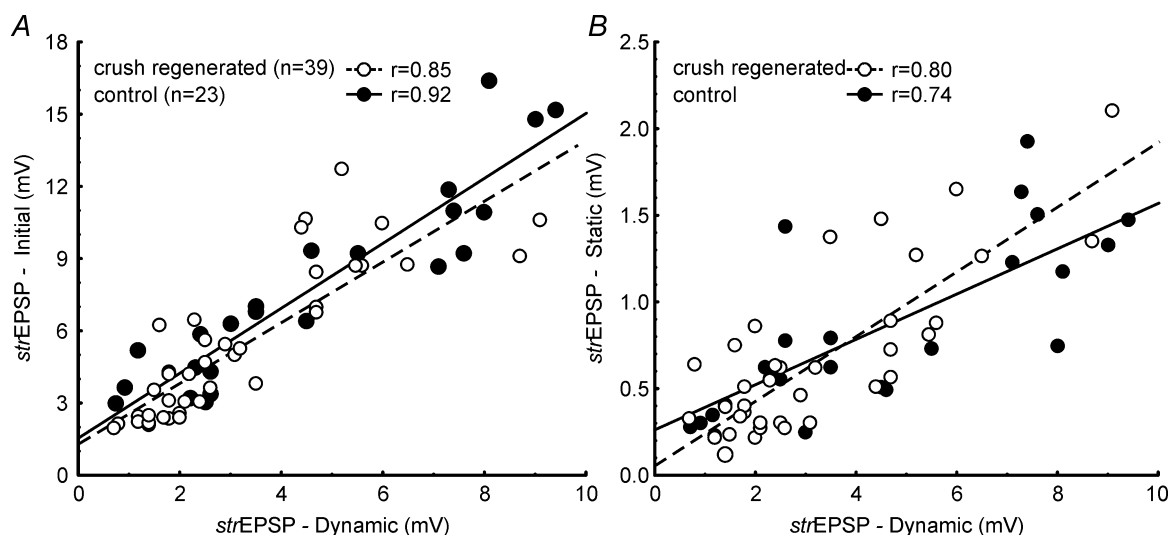 A
18
15
12
9
6
3
0
0
2
4
6
8
10
strEPSP - Initial (mV)
strEPSP - Dynamic (mV)
crush regenerated (n=39) r=0.85
control (n=23) r=0.92
B
2.5
2.0
1.5
1.0
0.5
0.0
0
2
4
6
8
10
strEPSP - Static (mV)
strEPSP - Dynamic (mV)
crush regenerated r=0.80
control r=0.74